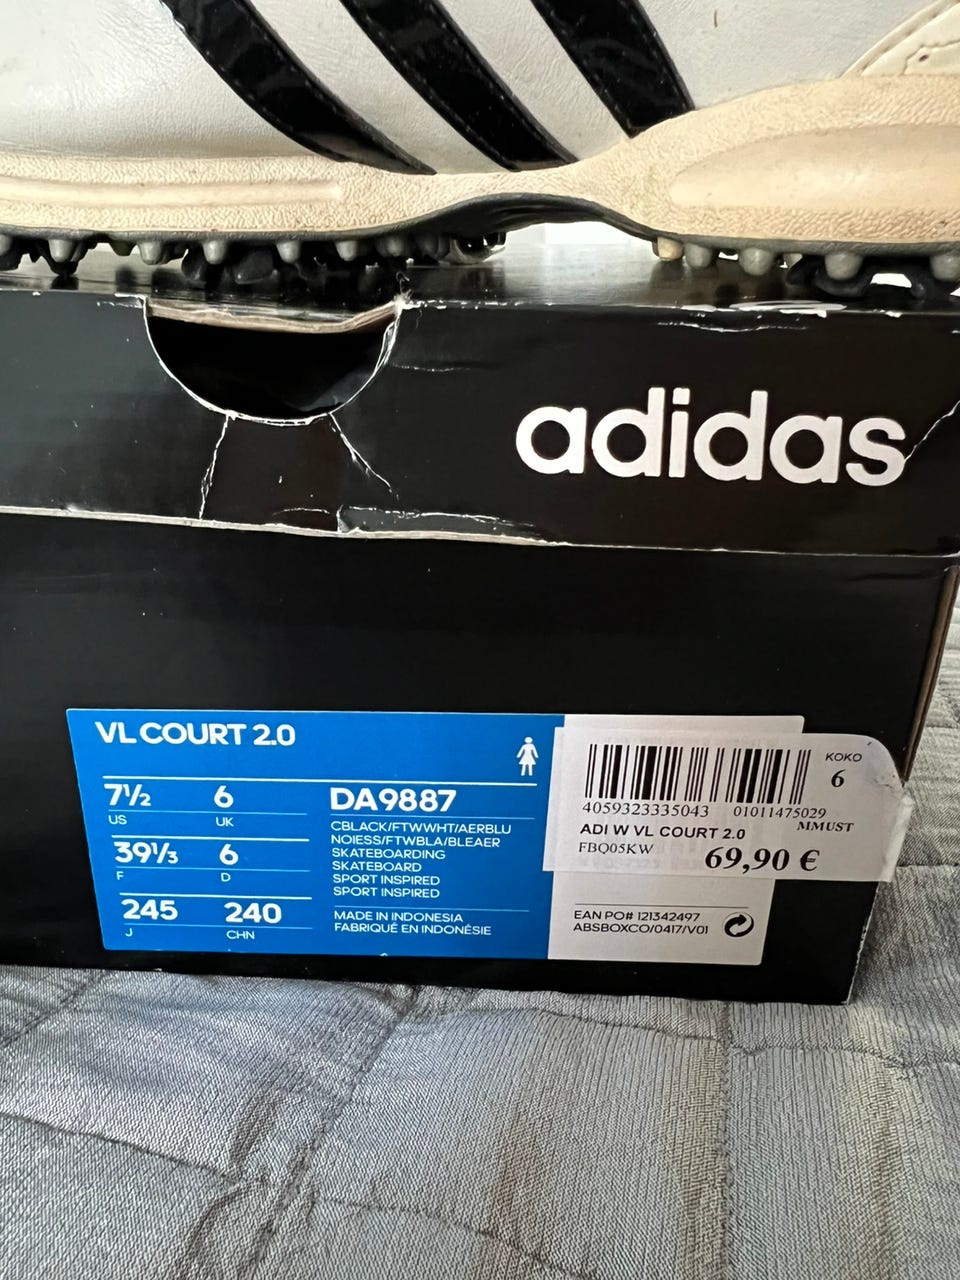 adidas
VL COURT 2.0
7½ 6
US UK
39⅓ 6
F D
245 240
J CHN
DA9887
CBLACK/FTWWHT/AERBLU
NOIESS/FTWBLA/BLEAER
SKATEBOARDING
SKATEBOARD
SPORT INSPIRED
SPORT INSPIRED
MADE IN INDONESIA
FABRIQUÉ EN INDONÉSIE
KOKO
6
4059323335043 01011475029
MMUST
ADI W VL COURT 2.0
FBQ05KW
69,90 €
EAN PO# 121342497
ABSBOXCO/0417/V01